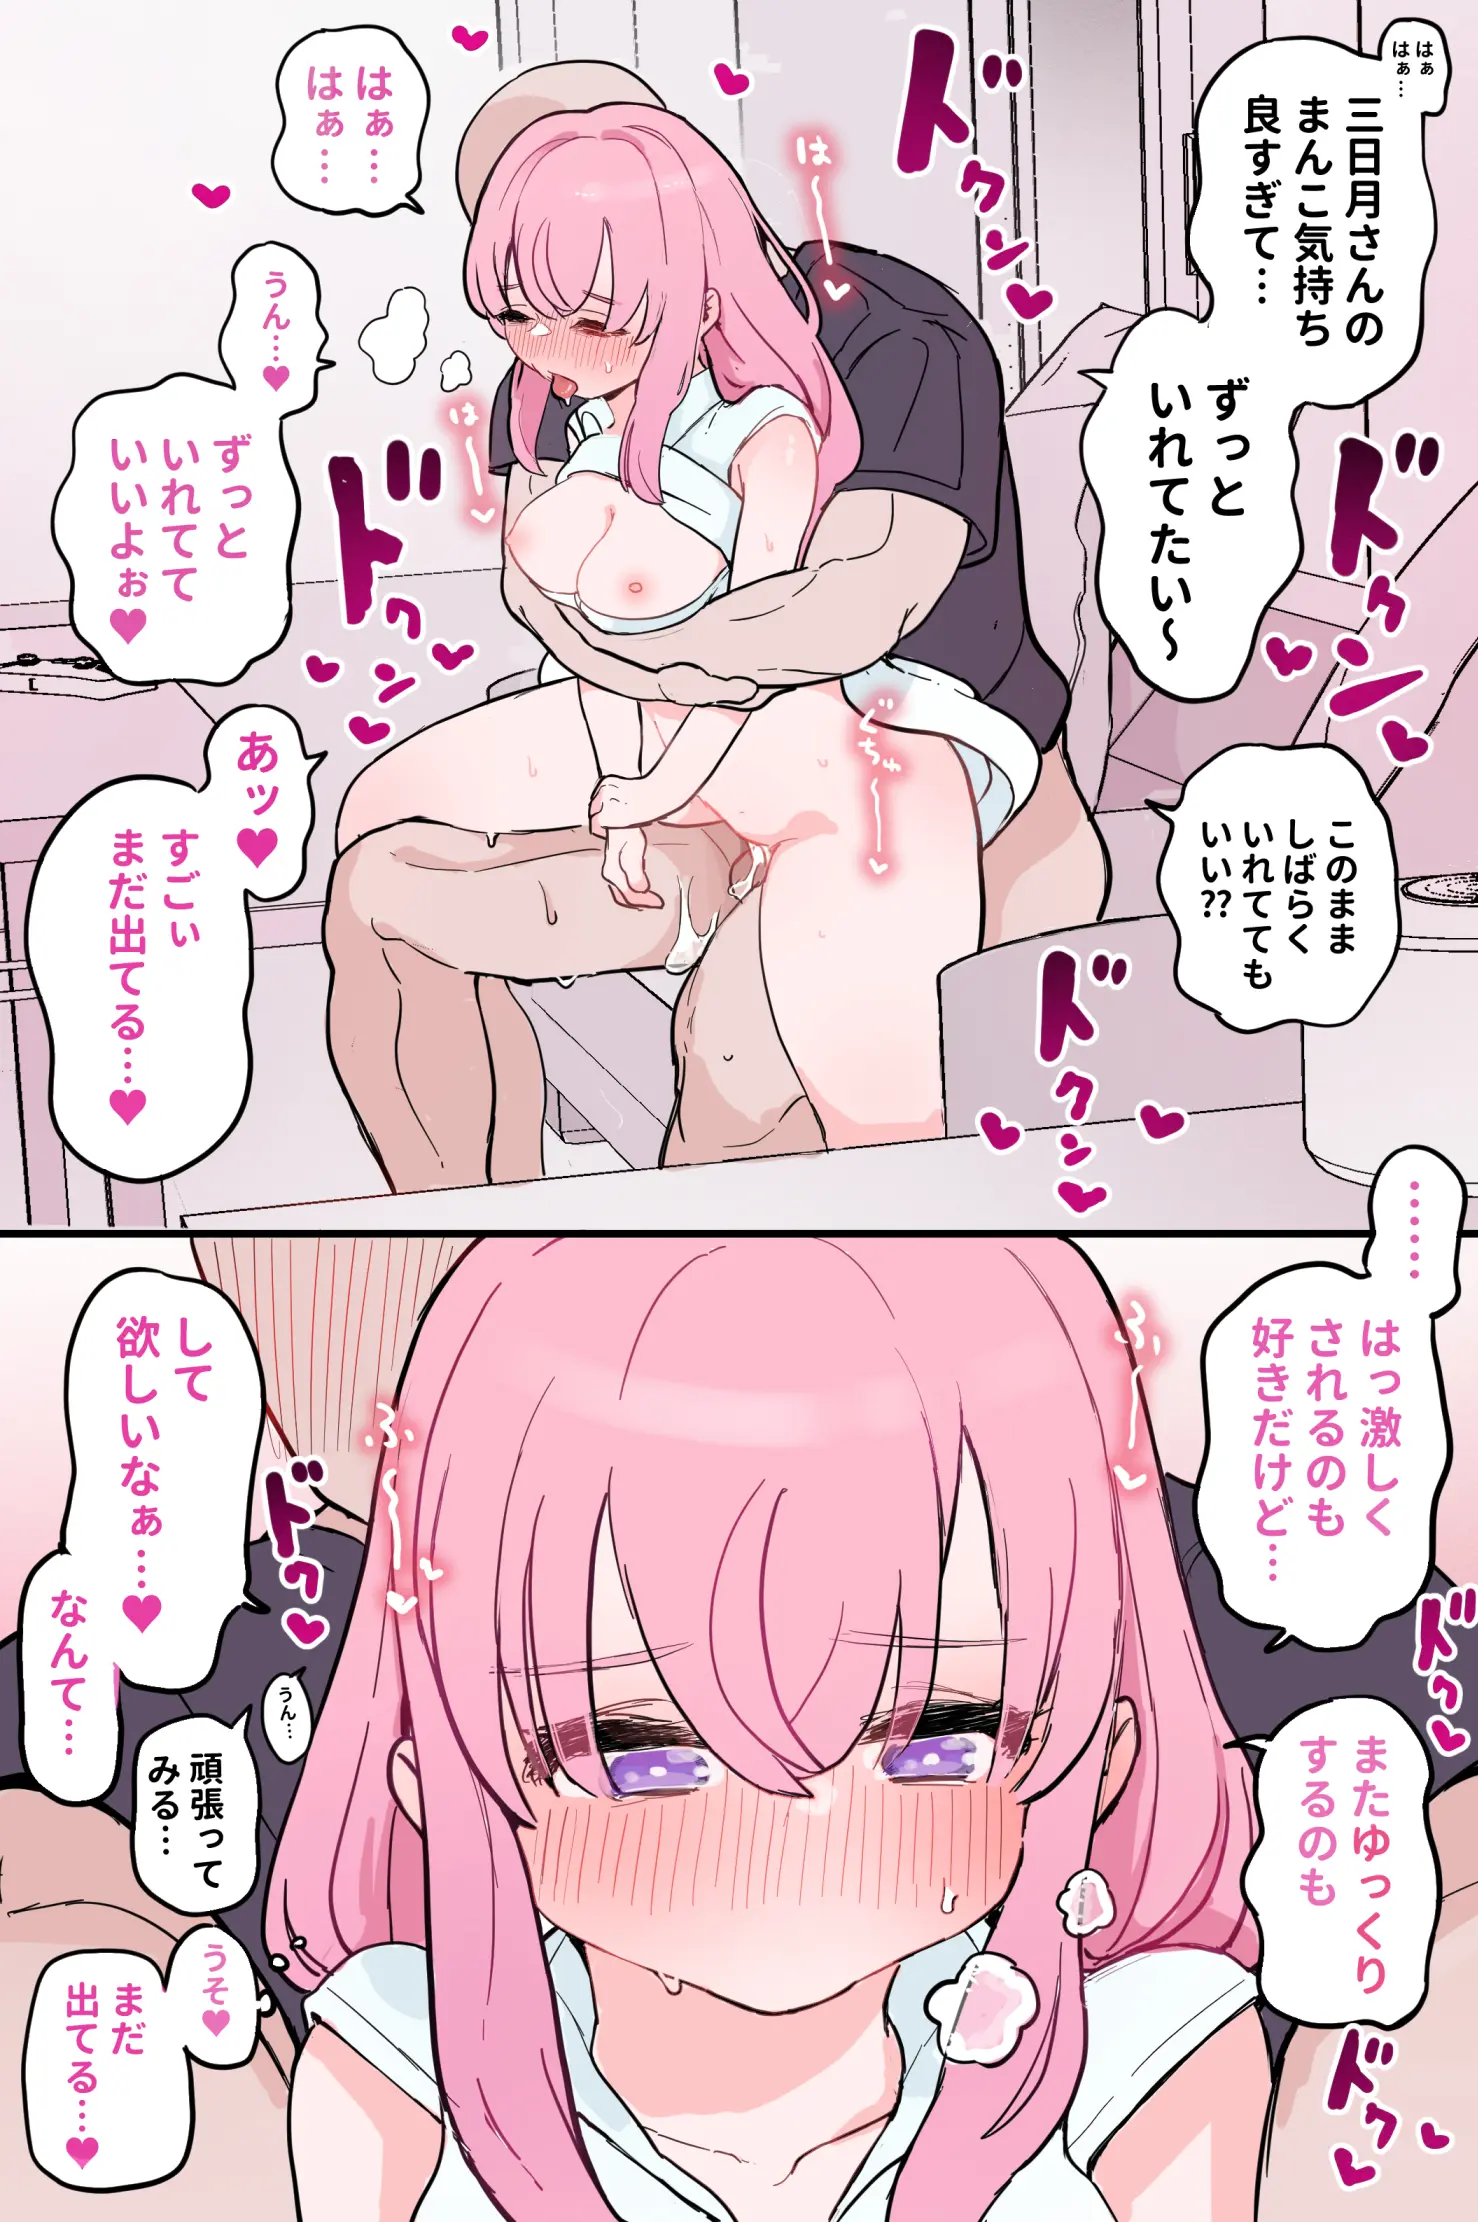 はぁ
はぁ…
三日月さんの
まんこ気持ち
良すぎて…
ずっと
いれてたい〜
ドクン
は〜
はぁ…
はぁ…
うん…♥
ずっと
いれてて
いいよぉ♥
は〜
ドクン
ドクン
このまま
しばらく
いれてても
いい??
ぐちゅ〜
あッ♥
すごぃ
まだ出てる…♥
ドクン
……
はっ激しく
されるのも
好きだけど…
ドクッ
またゆっくり
するのも
ふ〜
ふ〜
して
欲しいなぁ…♥
なんて…
ドクッ
うん…
頑張って
みる…
うそ♥
まだ
出てる…♥
ドクッ